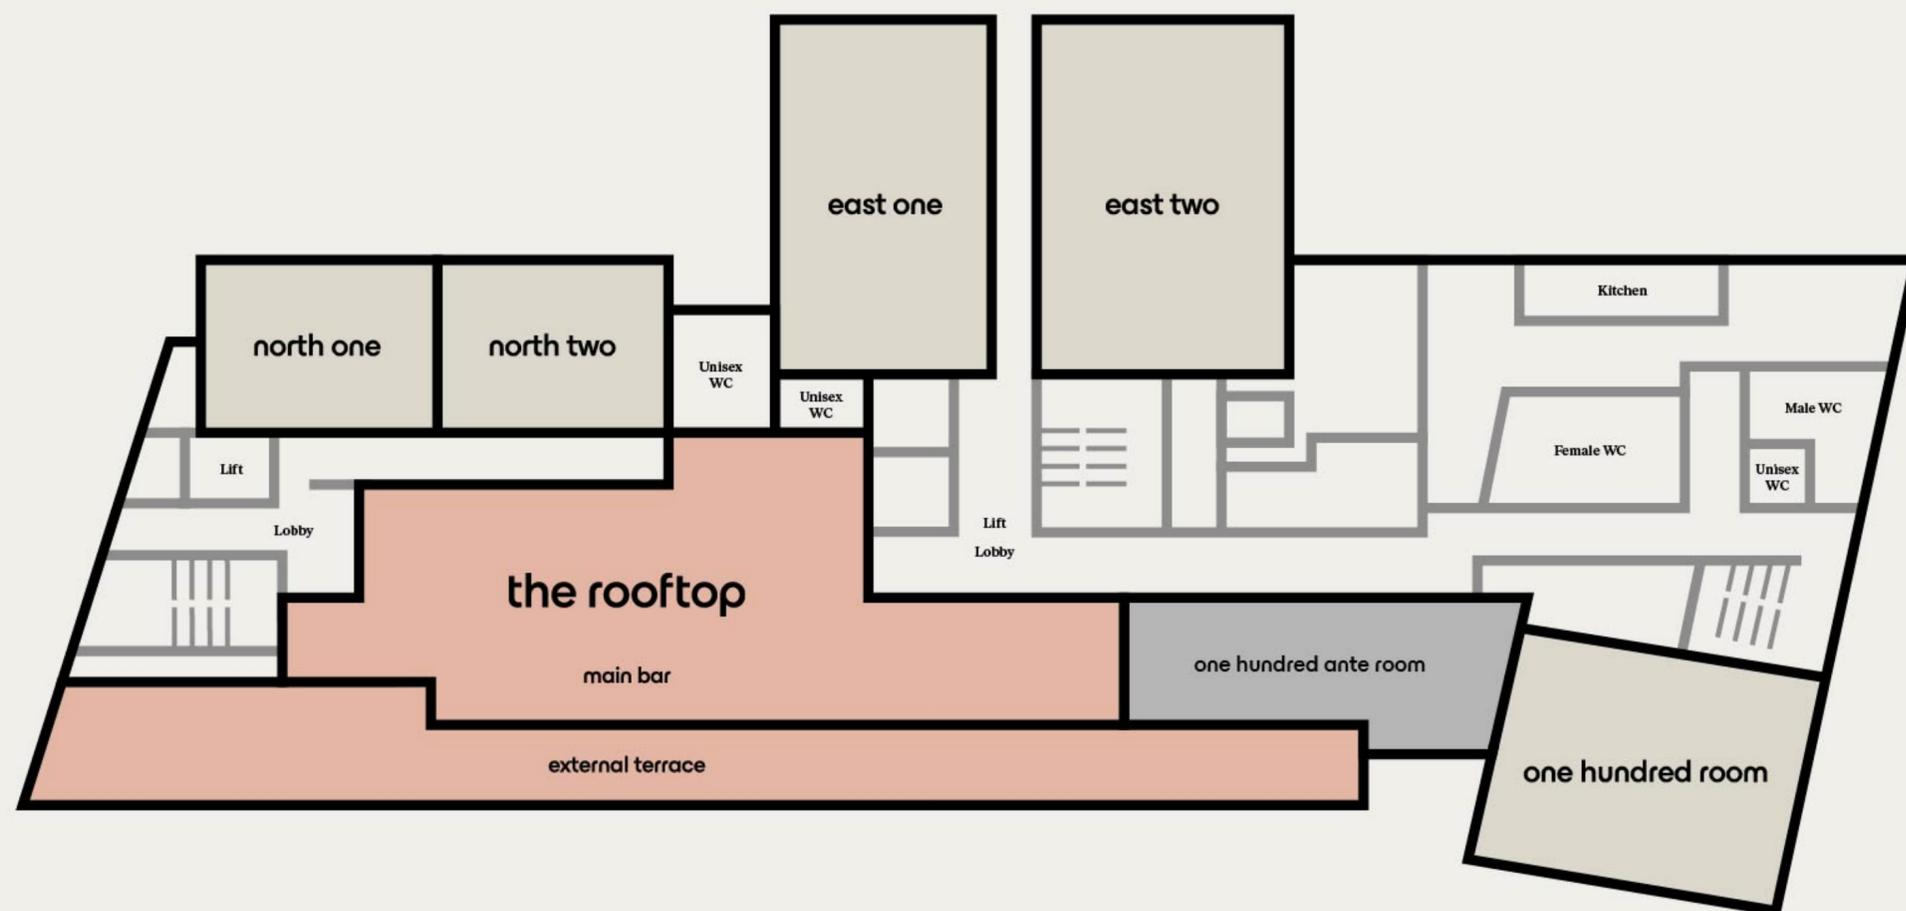 east one
east two
Kitchen
north one
north two
Unisex
WC
Unisex
WC
Male WC
Female WC
Unisex
WC
Lift
Lobby
Lift
Lobby
the rooftop
main bar
one hundred ante room
external terrace
one hundred room